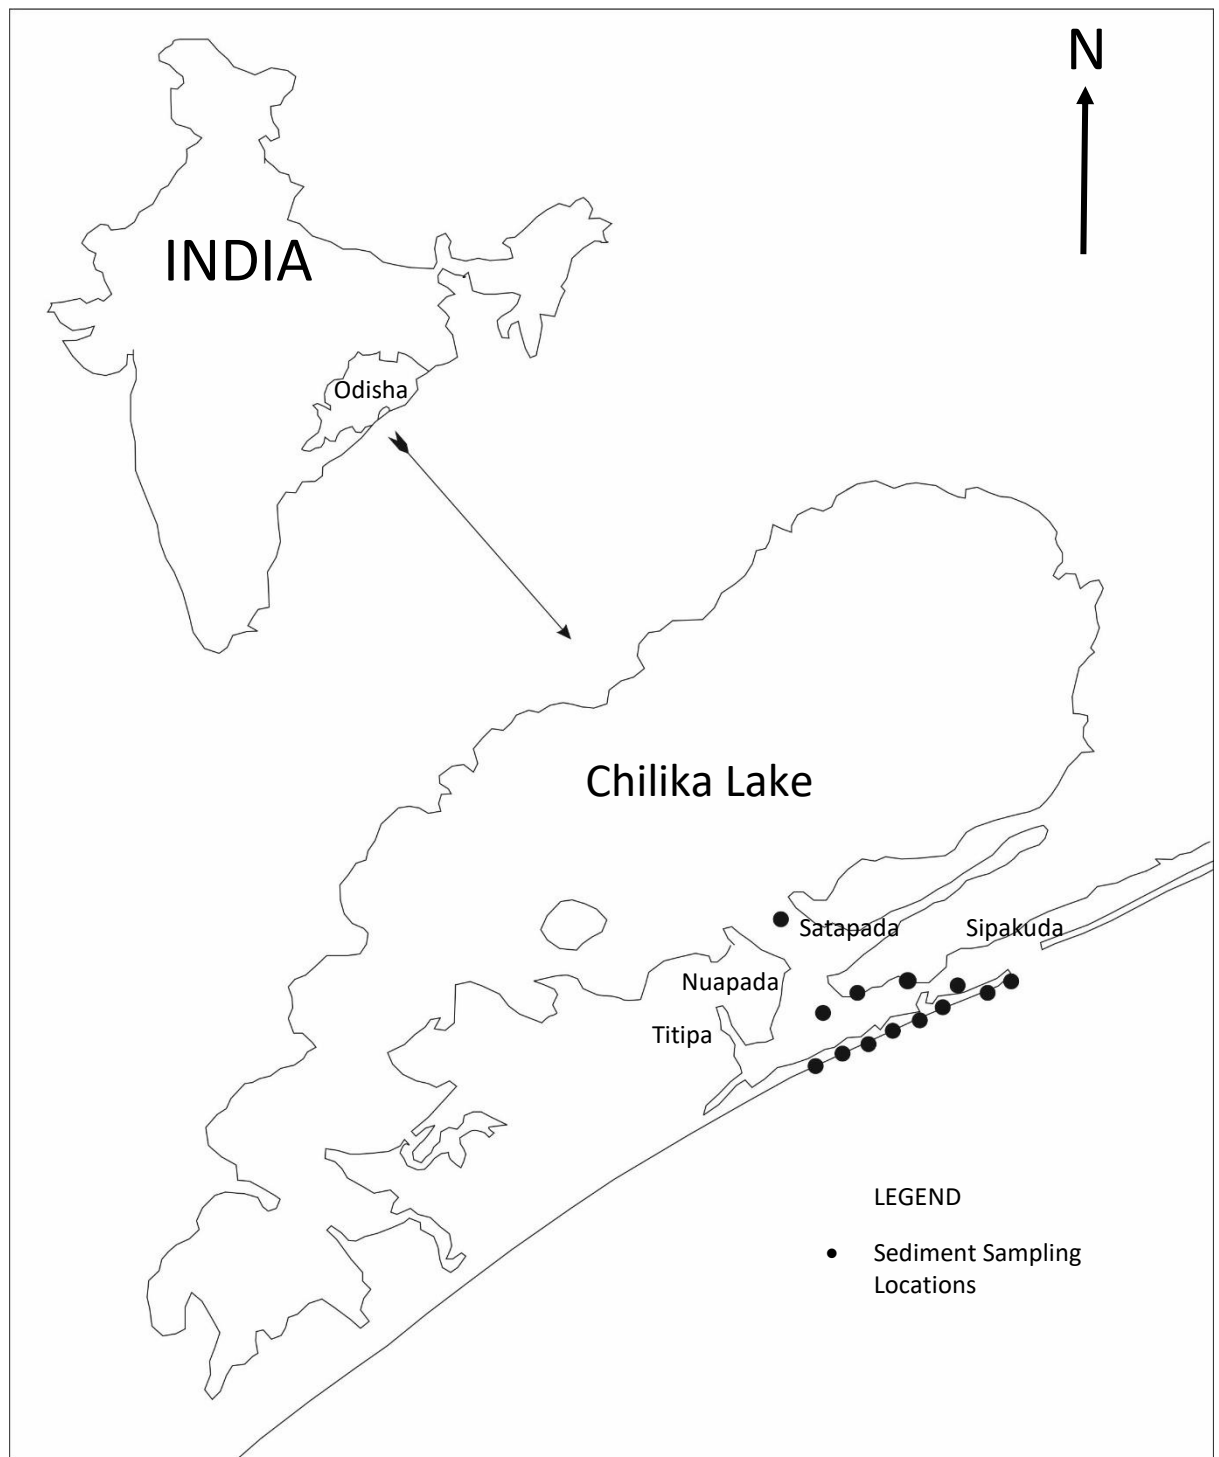 N
INDIA
Odisha
Chilika Lake
Satapada
Sipakuda
Nuapada
Titipa
LEGEND
Sediment Sampling
Locations